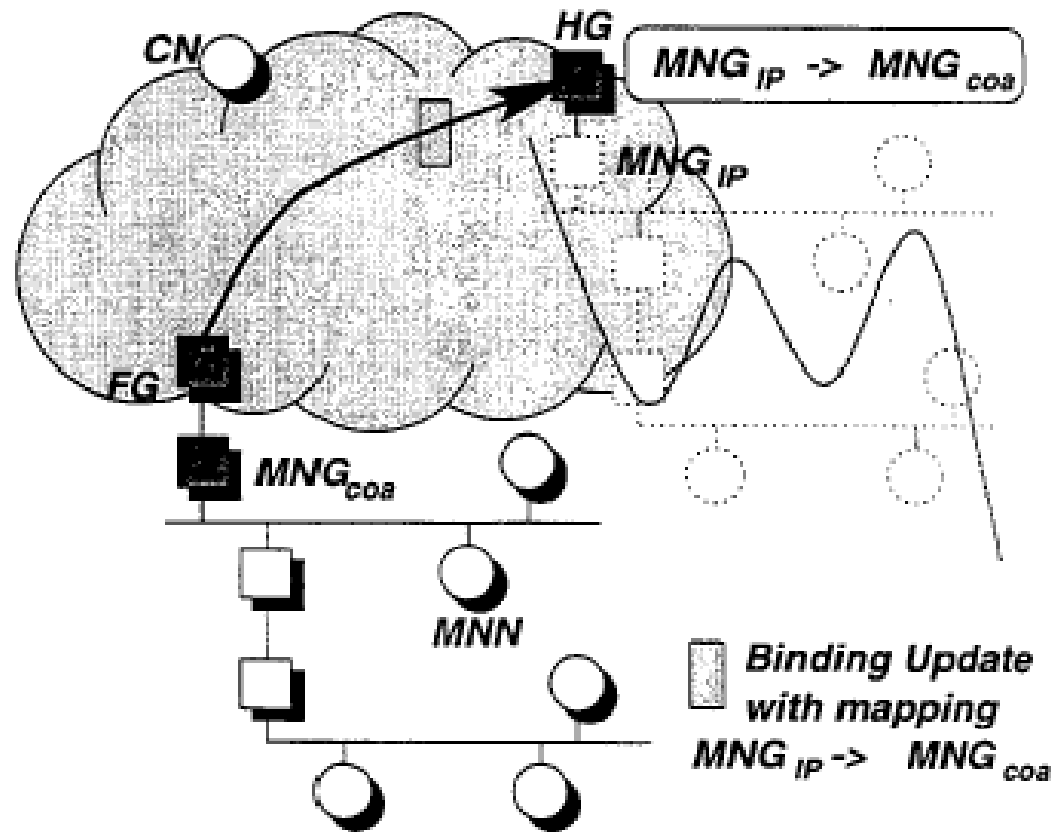 CN
HG
MNG IP -> MNG coa
MNG IP
FG
MNG coa
MNN
Binding Update
with mapping
MNG IP -> MNG coa